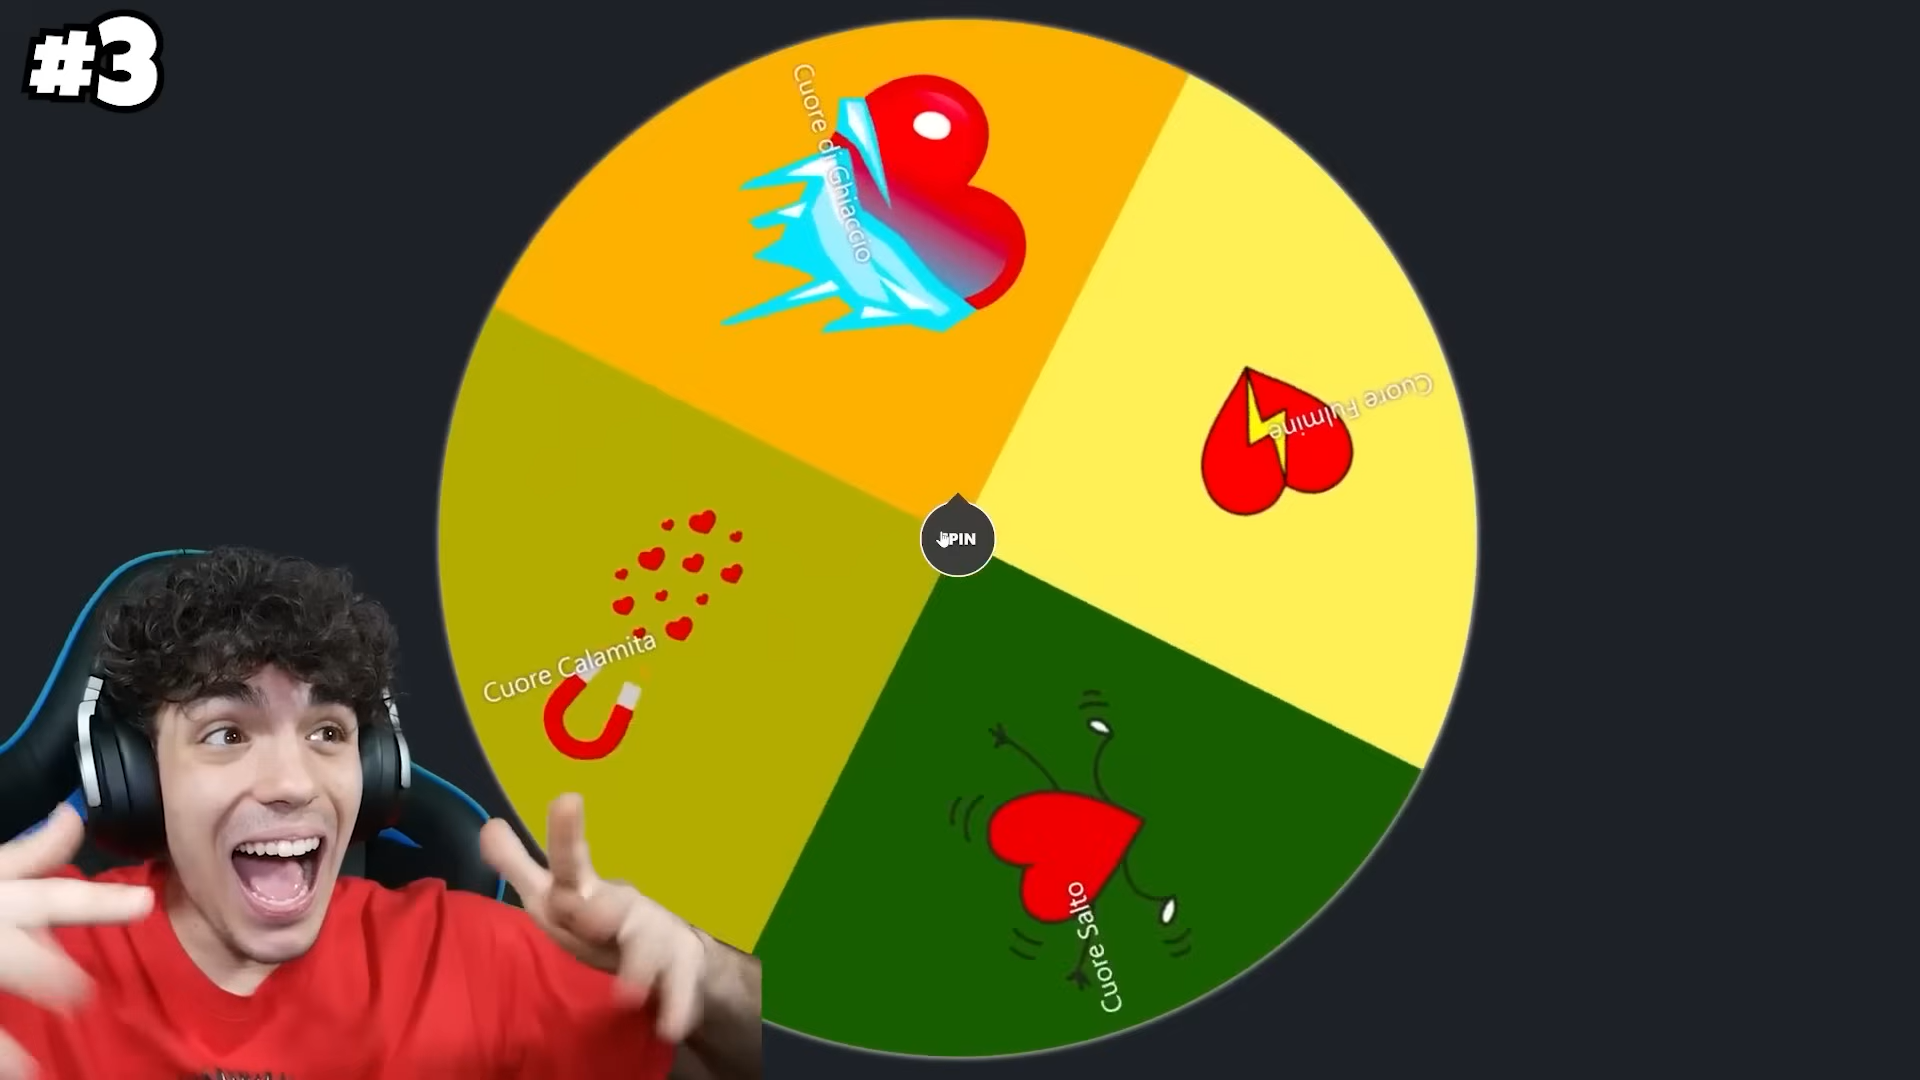 #3
Cuore di Ghiaccio
Cuore Fulmine
SPIN
Cuore Calamita
Cuore Salto